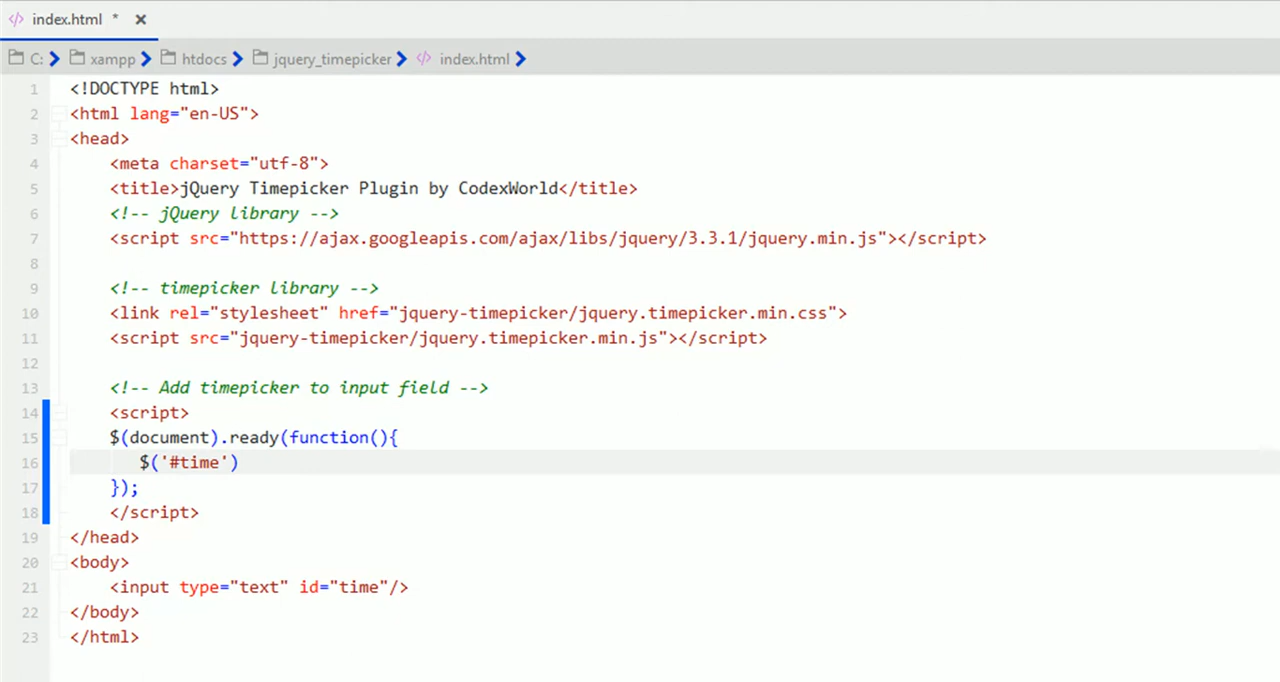 index.html * ×
C: xampp htdocs jquery_timepicker index.html
1 <!DOCTYPE html>
2 <html lang="en-US">
3 <head>
4 <meta charset="utf-8">
5 <title>jQuery Timepicker Plugin by CodexWorld</title>
6 <!-- jQuery library -->
7 <script src="https://ajax.googleapis.com/ajax/libs/jquery/3.3.1/jquery.min.js"></script>
8
9 <!-- timepicker library -->
10 <link rel="stylesheet" href="jquery-timepicker/jquery.timepicker.min.css">
11 <script src="jquery-timepicker/jquery.timepicker.min.js"></script>
12
13 <!-- Add timepicker to input field -->
14 <script>
15 $(document).ready(function(){
16 $('#time')
17 });
18 </script>
19 </head>
20 <body>
21 <input type="text" id="time"/>
22 </body>
23 </html>